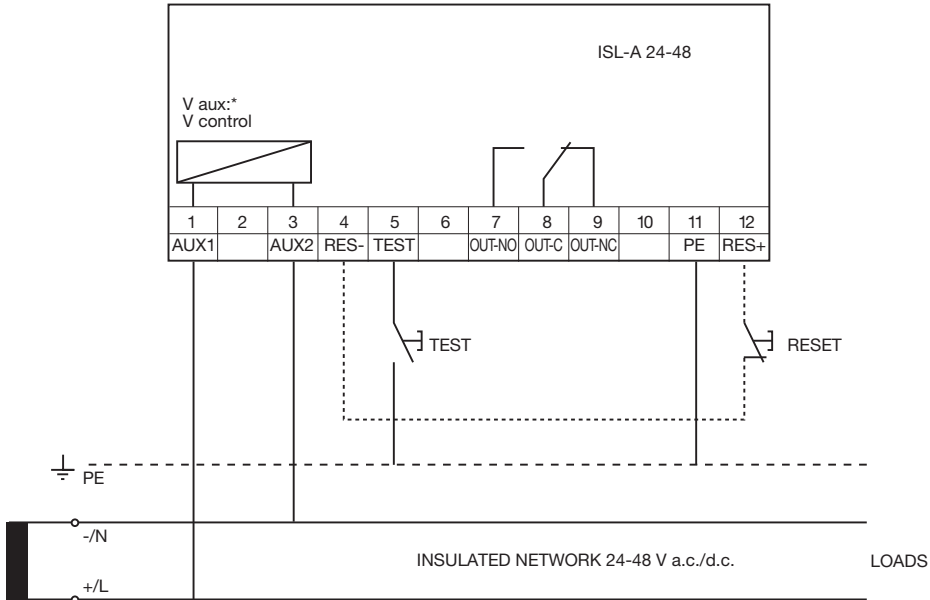 ISL-A 24-48
V aux:*
V control
1 2 3 4 5 6 7 8 9 10 11 12
AUX1 AUX2 RES- TEST OUT-NO OUT-C OUT-NC PE RES+
TEST
RESET
PE
-/N
INSULATED NETWORK 24-48 V a.c./d.c.
LOADS
+/L